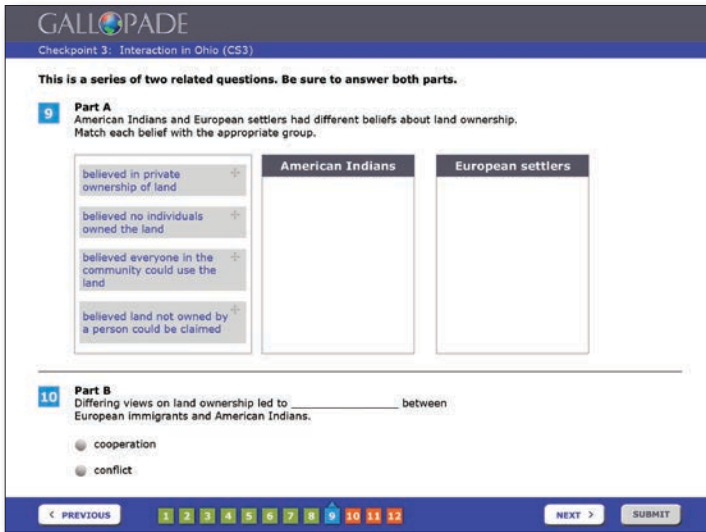 GALLOPADE
Checkpoint 3: Interaction in Ohio (CS3)
This is a series of two related questions. Be sure to answer both parts.
9
Part A
American Indians and European settlers had different beliefs about land ownership.
Match each belief with the appropriate group.
believed in private
ownership of land
believed no individuals
owned the land
believed everyone in the
community could use the
land
believed land not owned by
a person could be claimed
American Indians
European settlers
10
Part B
Differing views on land ownership led to ____________________ between
European immigrants and American Indians.
cooperation
conflict
< PREVIOUS
1 2 3 4 5 6 7 8 9 10 11 12
NEXT >
SUBMIT